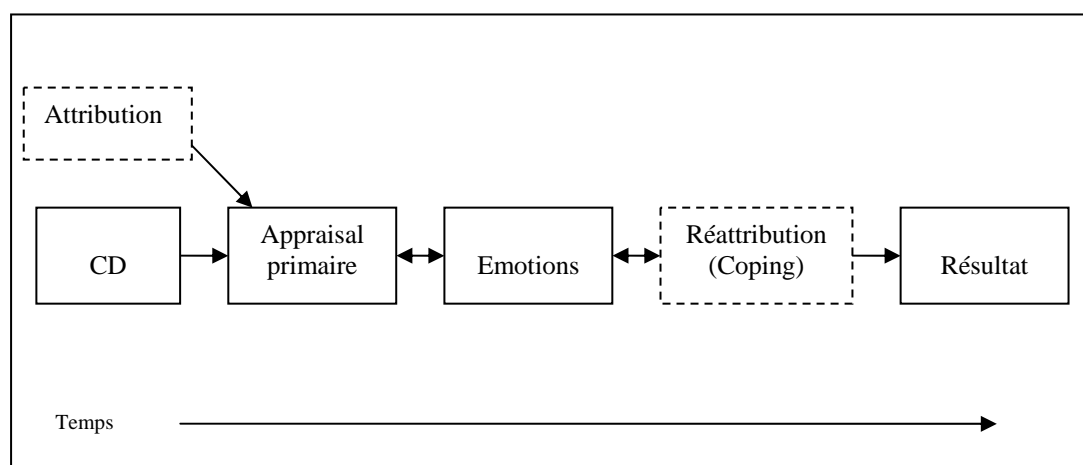 Attribution
CD
Appraisal
primaire
Emotions
Réattribution
(Coping)
Résultat
Temps